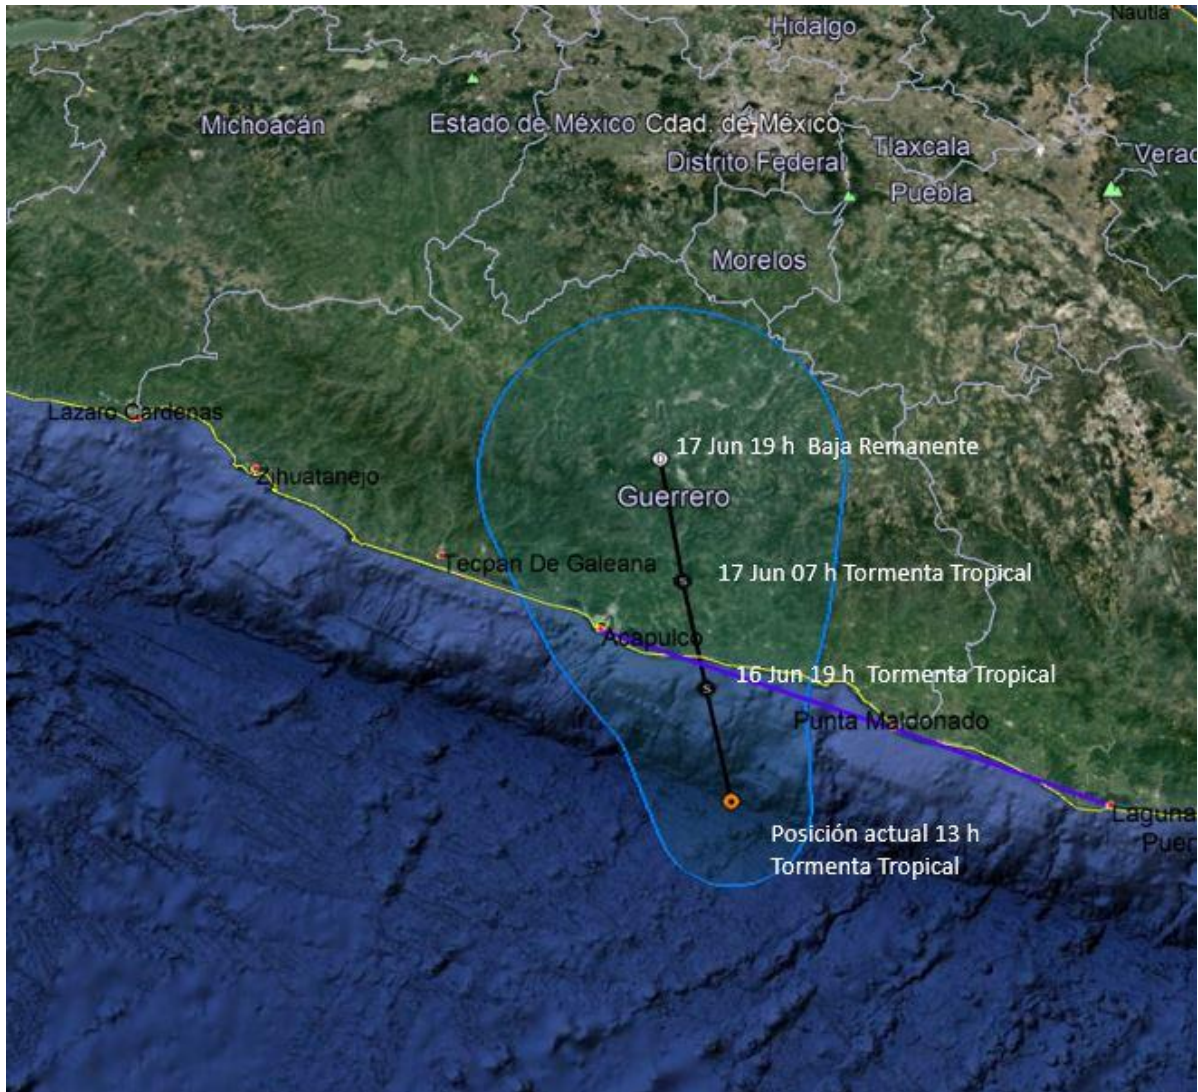 Nautla
Hidalgo
Michoacán
Estado de México
Cdad. de México
Tlaxcala
Verac
Distrito Federal
Puebla
Morelos
Lazaro Cardenas
17 Jun 19 h Baja Remanente
Zihuatanejo
D
Guerrero
Tecpan De Galeana
17 Jun 07 h Tormenta Tropical
S
Acapulco
16 Jun 19 h Tormenta Tropical
S
Punta Maldonado
Laguna
Posición actual 13 h
Puer
Tormenta Tropical